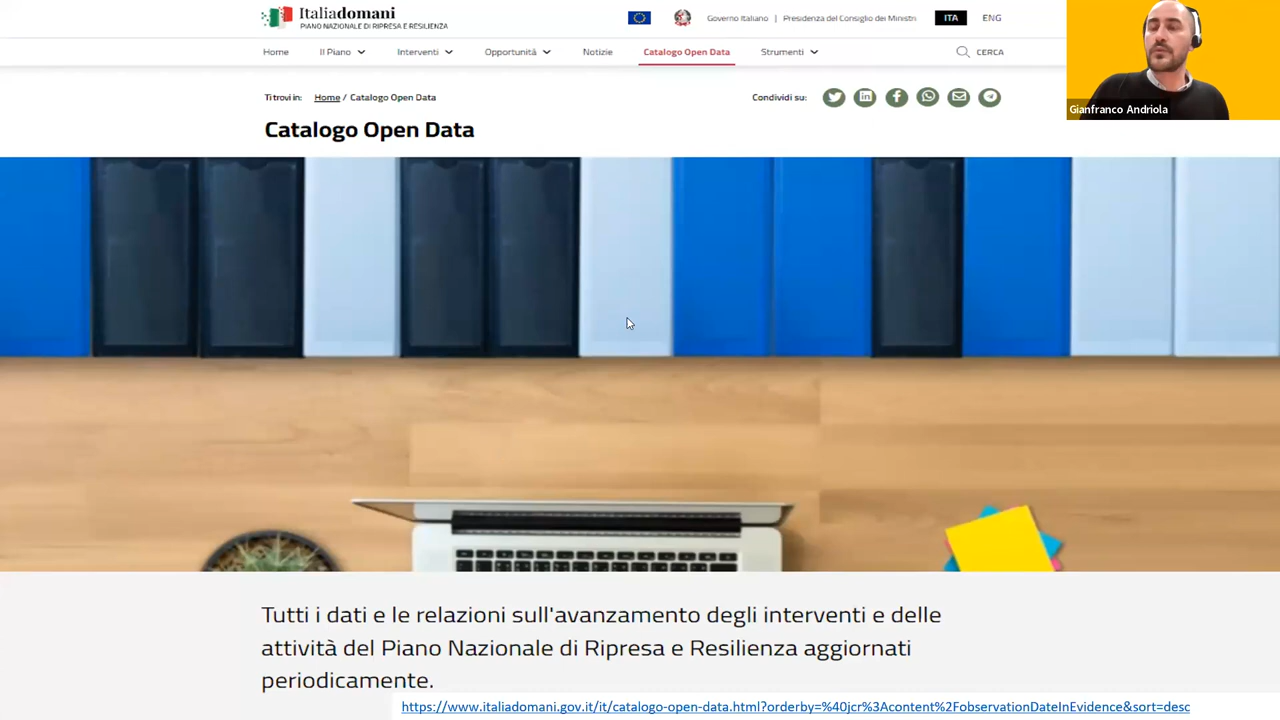 Italiadomani
PIANO NAZIONALE DI RIPRESA E RESILIENZA
Governo Italiano | Presidenza del Consiglio dei Ministri
ITA ENG
Home Il Piano Interventi Opportunità Notizie Catalogo Open Data Strumenti CERCA
Gianfranco Andriola
Ti trovi in: Home / Catalogo Open Data
Condividi su:
Catalogo Open Data
Tutti i dati e le relazioni sull'avanzamento degli interventi e delle
attività del Piano Nazionale di Ripresa e Resilienza aggiornati
periodicamente.
https://www.italiadomani.gov.it/it/catalogo-open-data.html?orderby=%40jcr%3Acontent%2FobservationDateInEvidence&sort=desc